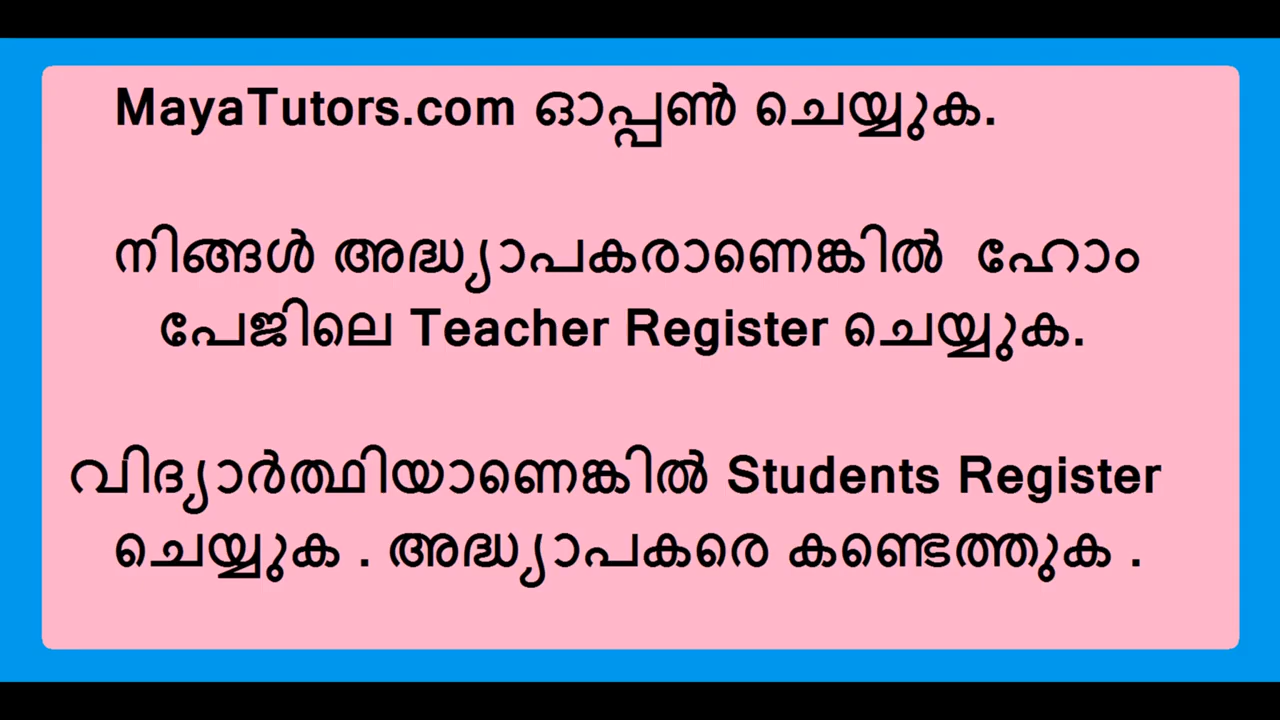 MayaTutors.com ഓപ്പൺ ചെയ്യുക.
നിങ്ങൾ അദ്ധ്യാപകരാണെങ്കിൽ ഹോം
പേജിലെ Teacher Register ചെയ്യുക.
വിദ്യാർത്ഥിയാണെങ്കിൽ Students Register
ചെയ്യുക . അദ്ധ്യാപകരെ കണ്ടെത്തുക .